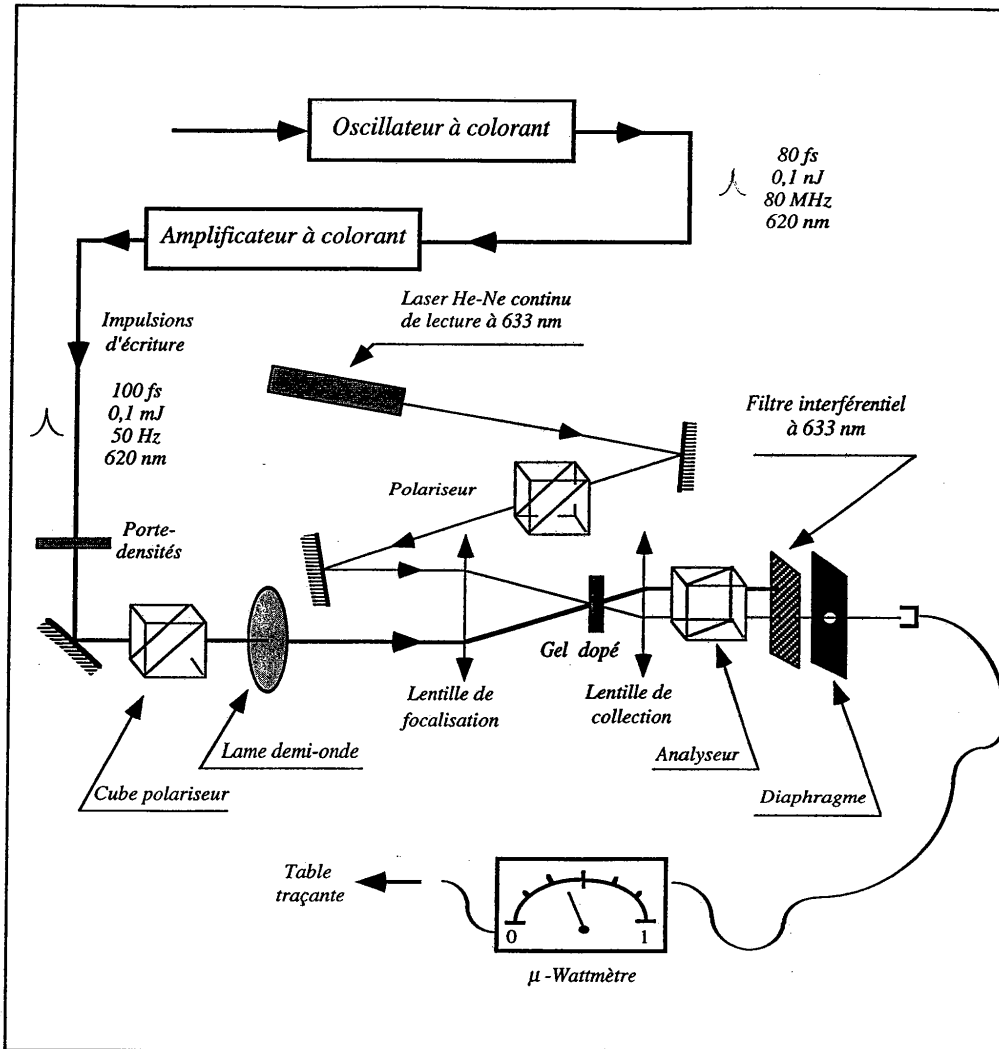 Oscillateur à colorant
80 fs
0,1 nJ
80 MHz
620 nm
Amplificateur à colorant
Impulsions
d'écriture
100 fs
0,1 mJ
50 Hz
620 nm
Laser He-Ne continu
de lecture à 633 nm
Filtre interférentiel
à 633 nm
Polariseur
Porte-
densités
Gel dopé
Lentille de
focalisation
Lentille de
collection
Lame demi-onde
Analyseur
Cube polariseur
Diaphragme
Table
traçante
0
1
µ -Wattmètre